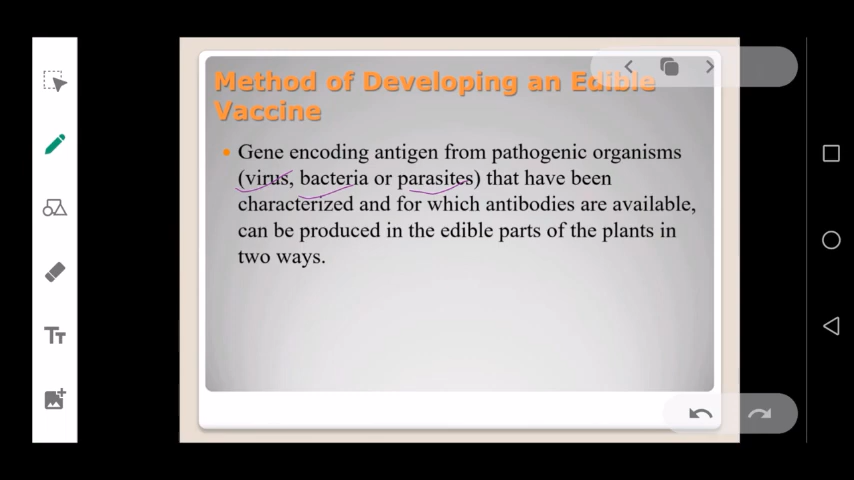 Method of Developing an Edible
Vaccine
• Gene encoding antigen from pathogenic organisms
(virus, bacteria or parasites) that have been
characterized and for which antibodies are available,
can be produced in the edible parts of the plants in
two ways.
Tт